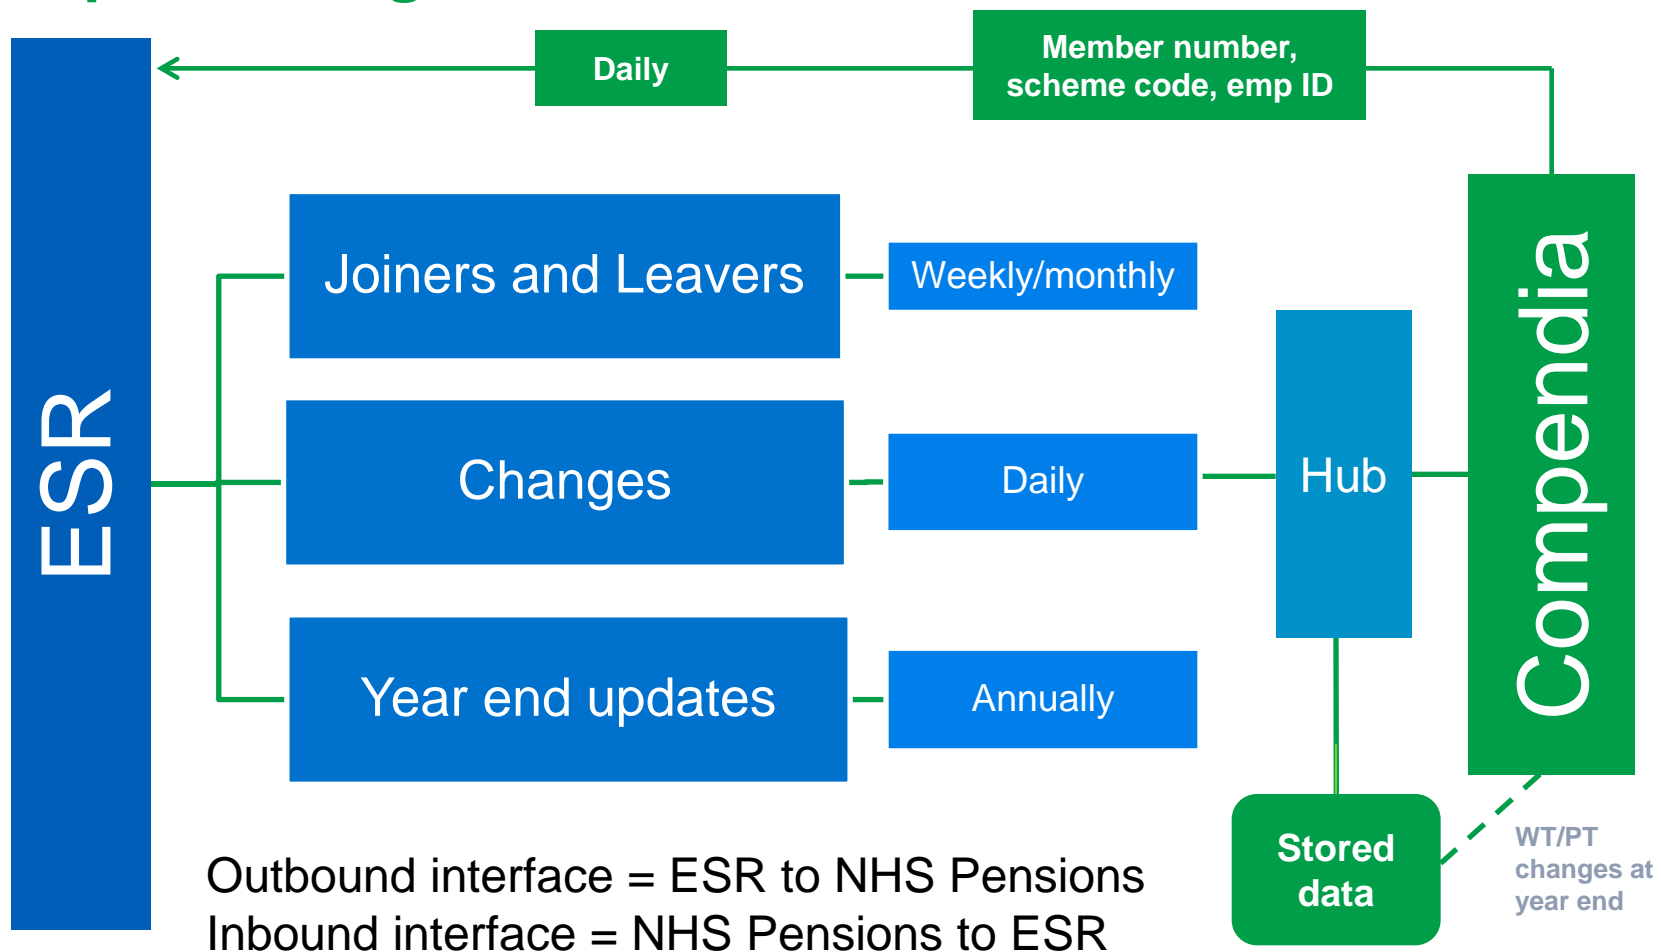 Daily
Member number,
scheme code, emp ID
ESR
Joiners and Leavers
Weekly/monthly
Changes
Daily
Hub
Compendia
Year end updates
Annually
Stored
data
WT/PT
changes at
year end
Outbound interface = ESR to NHS Pensions
Inbound interface = NHS Pensions to ESR